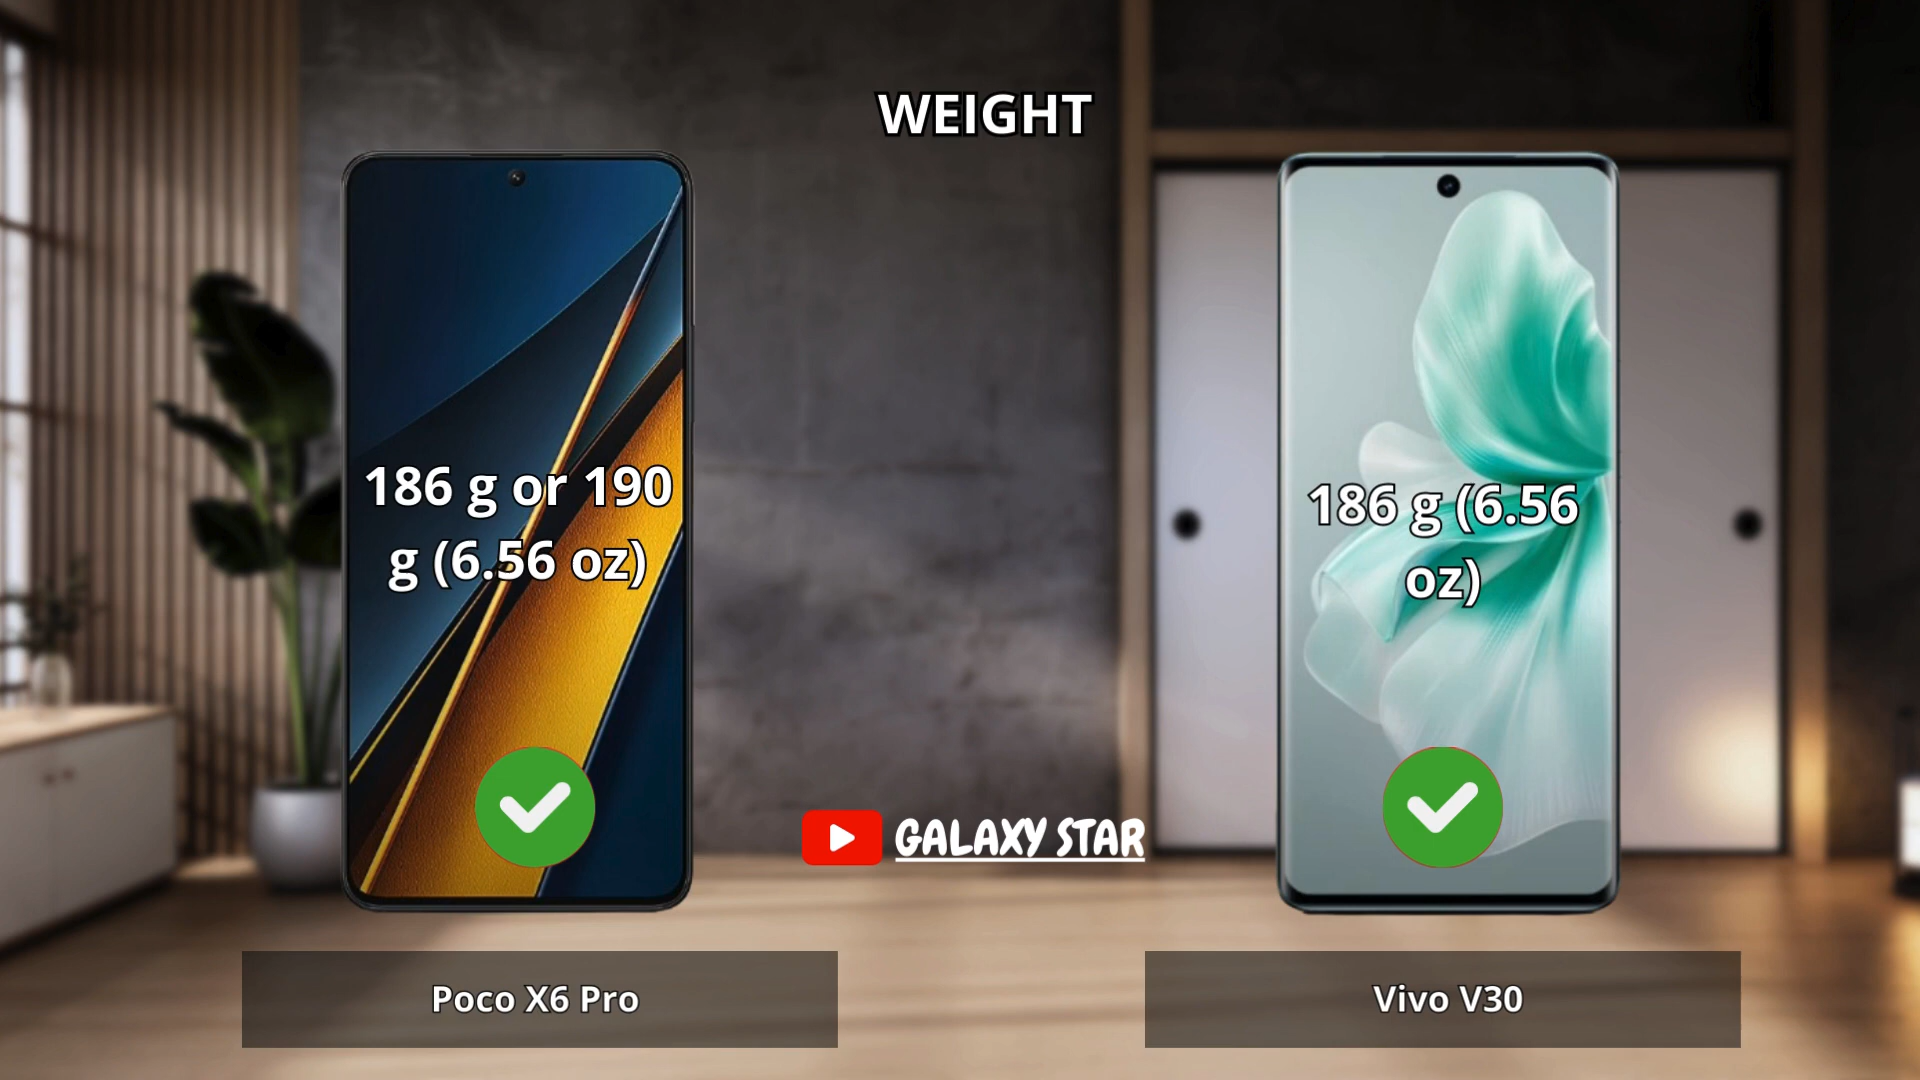 WEIGHT
186 g or 190
g (6.56 oz)
186 g (6.56
oz)
GALAXY STAR
Poco X6 Pro
Vivo V30